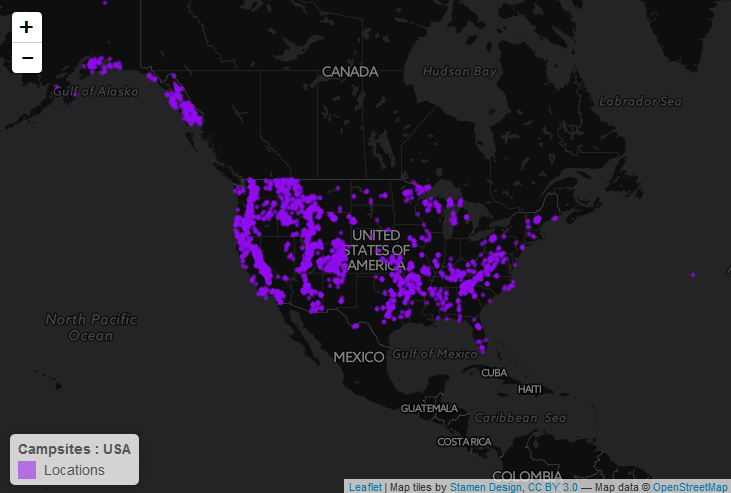 +
−
CANADA
Hudson Bay
Gulf of Alaska
Labrador Sea
UNITED
STATES OF
AMERICA
North Pacific
Ocean
MEXICO
Gulf of Mexico
CUBA
HAITI
GUATEMALA
Caribbean Sea
COSTA RICA
COLOMBIA
Campsites : USA
Locations
Leaflet | Map tiles by Stamen Design, CC BY 3.0 — Map data © OpenStreetMap